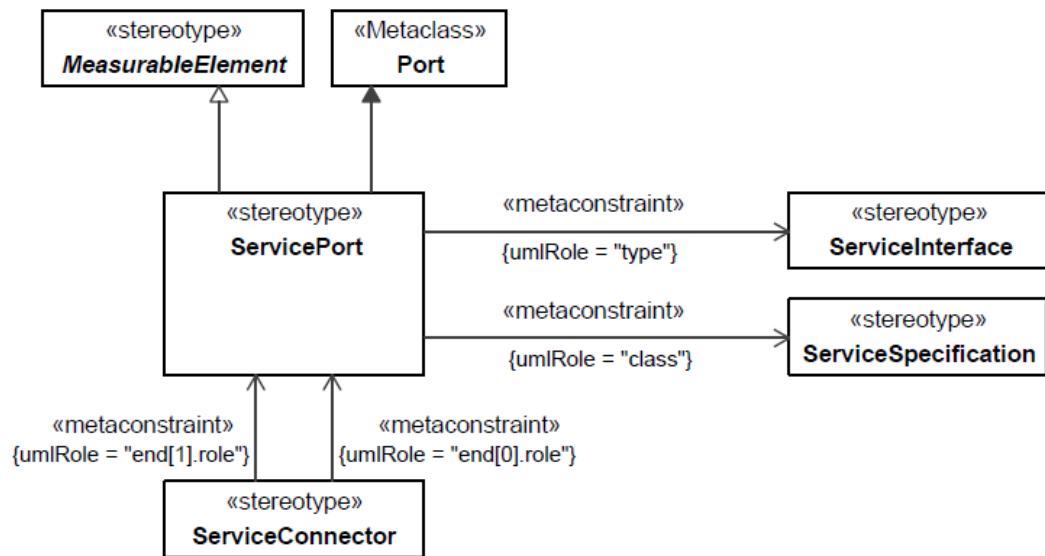 «stereotype»
MeasurableElement
«Metaclass»
Port
«stereotype»
ServicePort
«metaconstraint»
{umlRole = "type"}
«stereotype»
ServiceInterface
«metaconstraint»
{umlRole = "class"}
«stereotype»
ServiceSpecification
«metaconstraint»
{umlRole = "end[1].role"}
«metaconstraint»
{umlRole = "end[0].role"}
«stereotype»
ServiceConnector